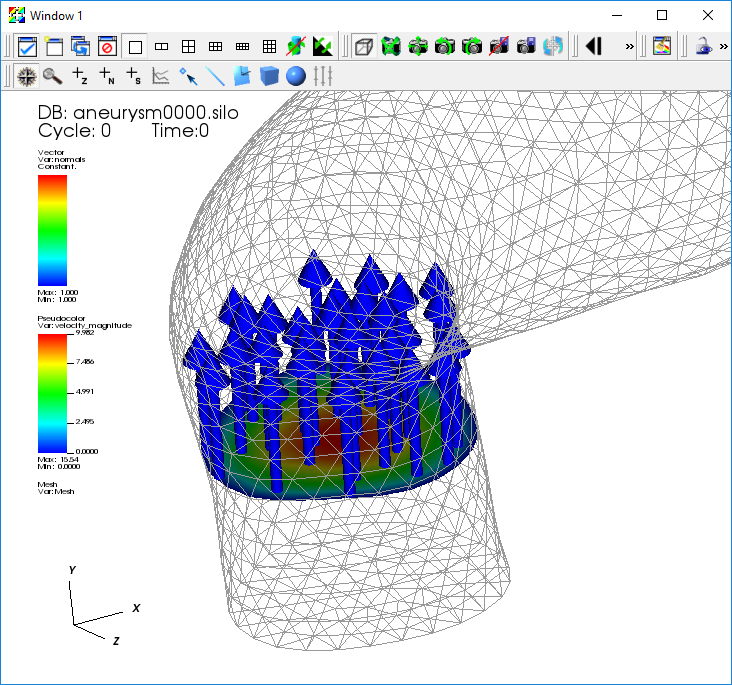 Window 1
Z
N
S
DB: aneurysm0000.silo
Cycle: 0 Time:0
Vector
Var: normals
Constant.
Max: 1.000
Min: 1.000
Pseudocolor
Var: velocity_magnitude
9.982
7.486
4.991
2.495
0.0000
Max: 15.54
Min: 0.0000
Mesh
Var: Mesh
Y
X
Z